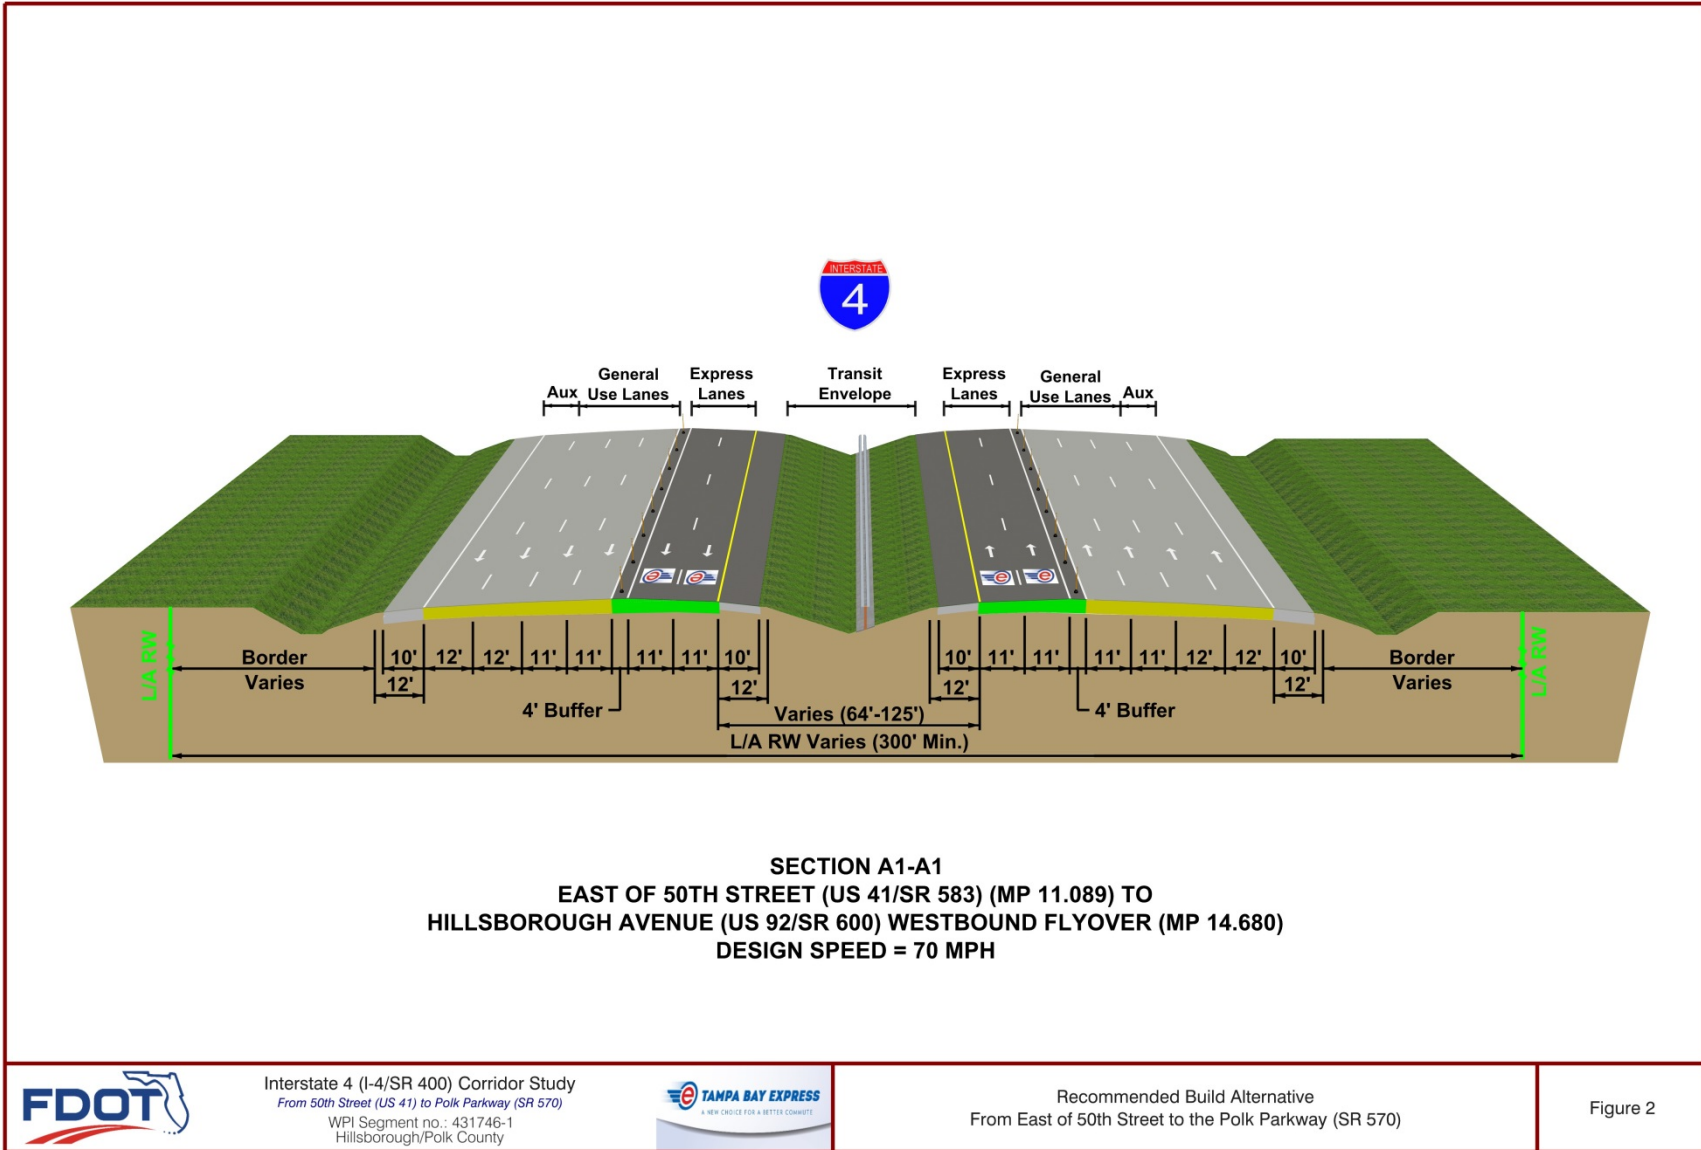 INTERSTATE
4
Aux
General
Use Lanes
Express
Lanes
Transit
Envelope
Express
Lanes
General
Use Lanes
Aux
e
e
e
e
L/A RW
Border
Varies
10'
12'
12'
12'
11'
11'
4' Buffer
11'
11'
10'
12'
Varies (64'-125')
L/A RW Varies (300' Min.)
10'
12'
11'
11'
4' Buffer
11'
11'
12'
12'
10'
12'
Border
Varies
L/A RW
SECTION A1-A1
EAST OF 50TH STREET (US 41/SR 583) (MP 11.089) TO
HILLSBOROUGH AVENUE (US 92/SR 600) WESTBOUND FLYOVER (MP 14.680)
DESIGN SPEED = 70 MPH
FDOT
Interstate 4 (I-4/SR 400) Corridor Study
From 50th Street (US 41) to Polk Parkway (SR 570)
WPI Segment no.: 431746-1
Hillsborough/Polk County
e TAMPA BAY EXPRESS
A NEW CHOICE FOR A BETTER COMMUTE
Recommended Build Alternative
From East of 50th Street to the Polk Parkway (SR 570)
Figure 2